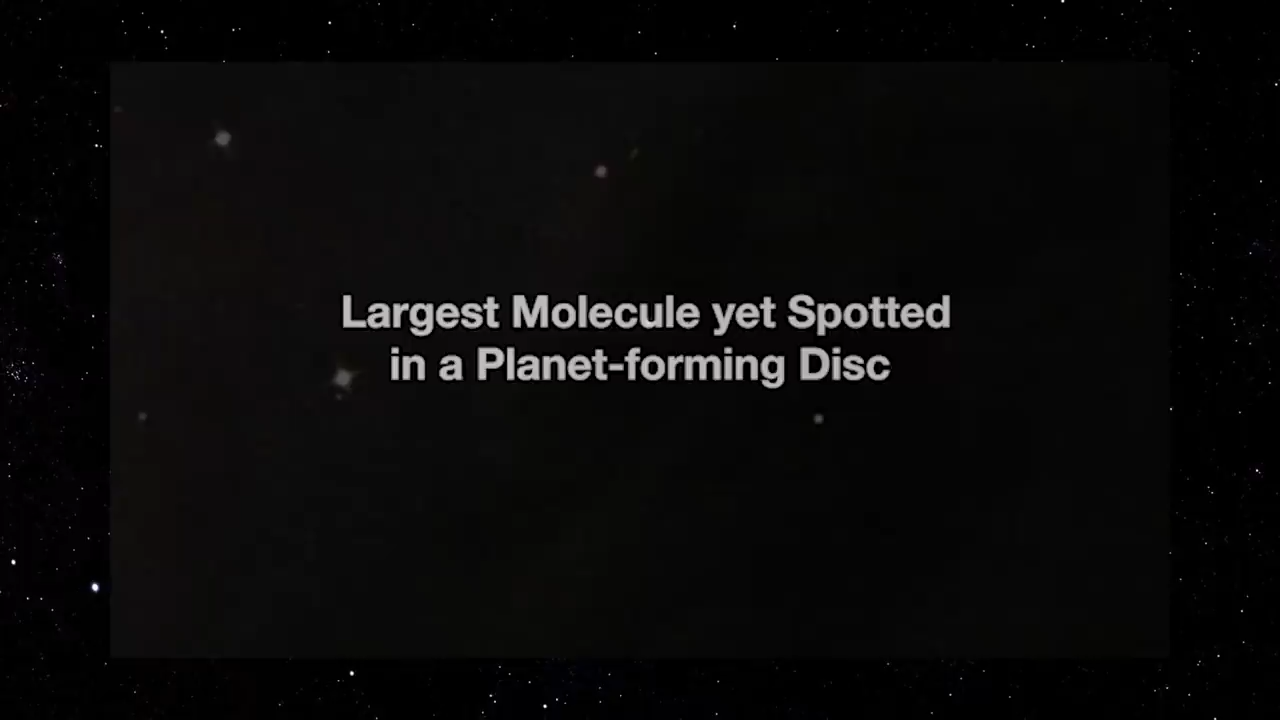 Largest Molecule yet Spotted
in a Planet-forming Disc